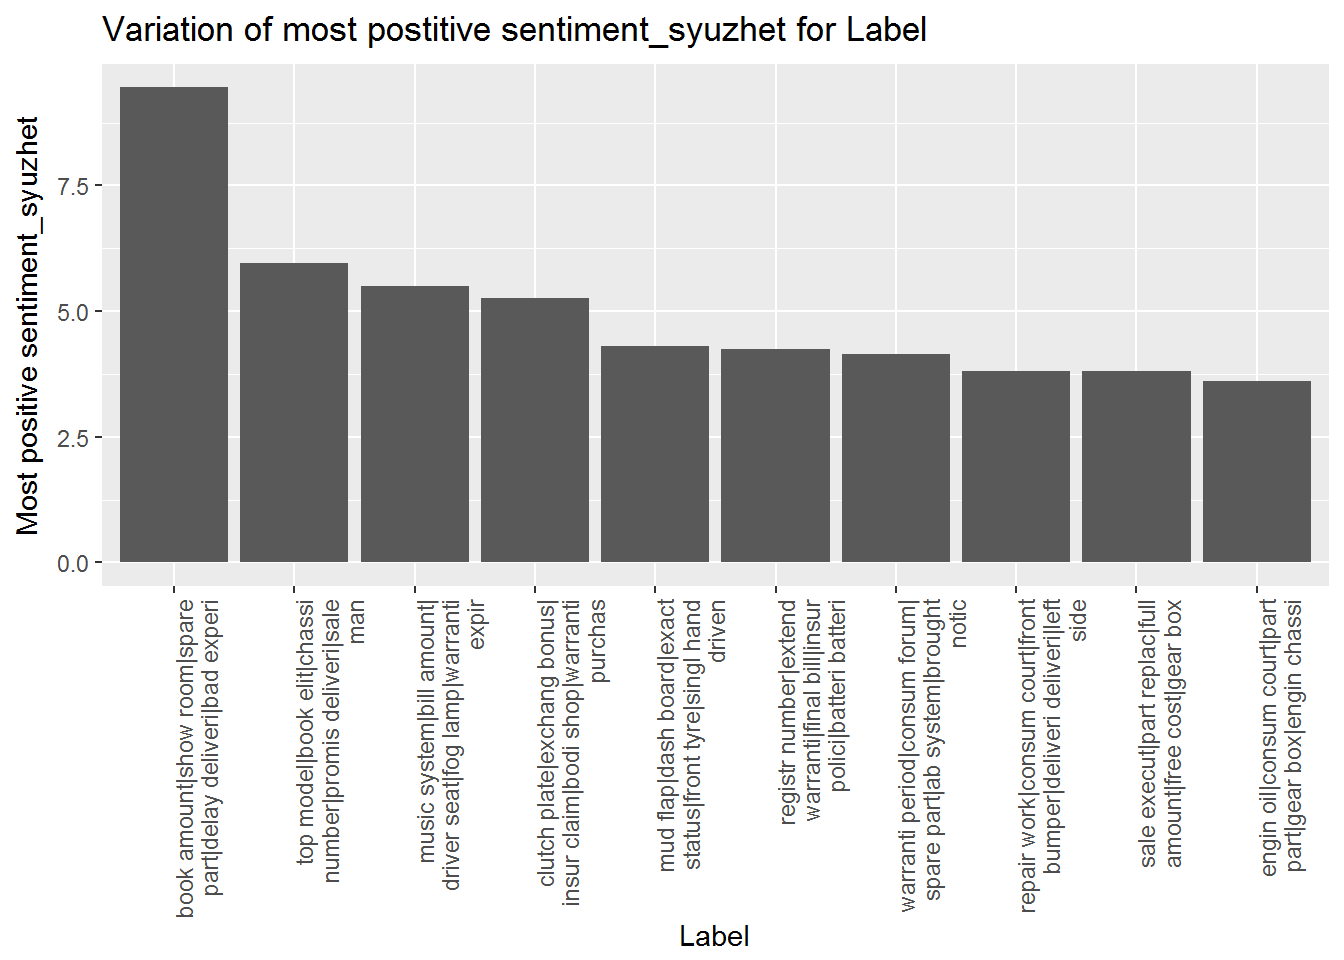 Variation of most postitive sentiment_syuzhet for Label
Most positive sentiment_syuzhet
7.5
5.0
2.5
0.0
book amount|show room|spare
part|delay deliveri|bad experi
top model|book elit|chassi
number|promis deliveri|sale
man
music system|bill amount|
driver seat|fog lamp|warranti
expir
clutch plate|exchang bonus|
insur claim|bodi shop|warranti
purchas
mud flap|dash board|exact
status|front tyre|singl hand
driven
registr number|extend
warranti|final bill|insur
polici|batteri batteri
warranti period|consum forum|
spare part|ab system|brought
notic
repair work|consum court|front
bumper|deliveri deliveri|left
side
sale execut|part replac|full
amount|free cost|gear box
engin oil|consum court|part
part|gear box|engin chassi
Label